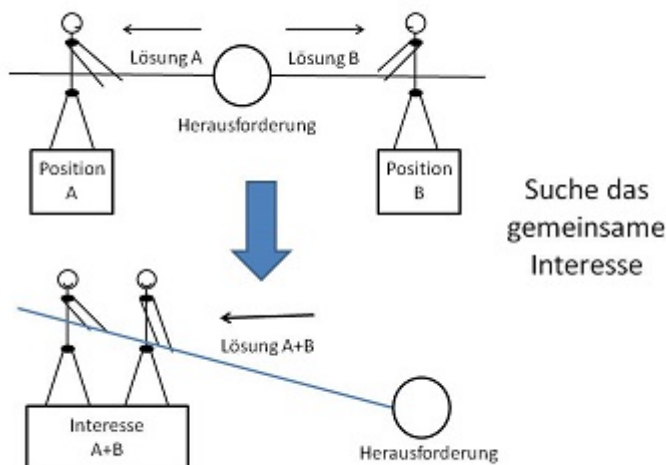 Lösung A
Lösung B
Herausforderung
Position
A
Position
B
Suche das
gemeinsame
Interesse
Lösung A+B
Interesse
A+B
Herausforderung